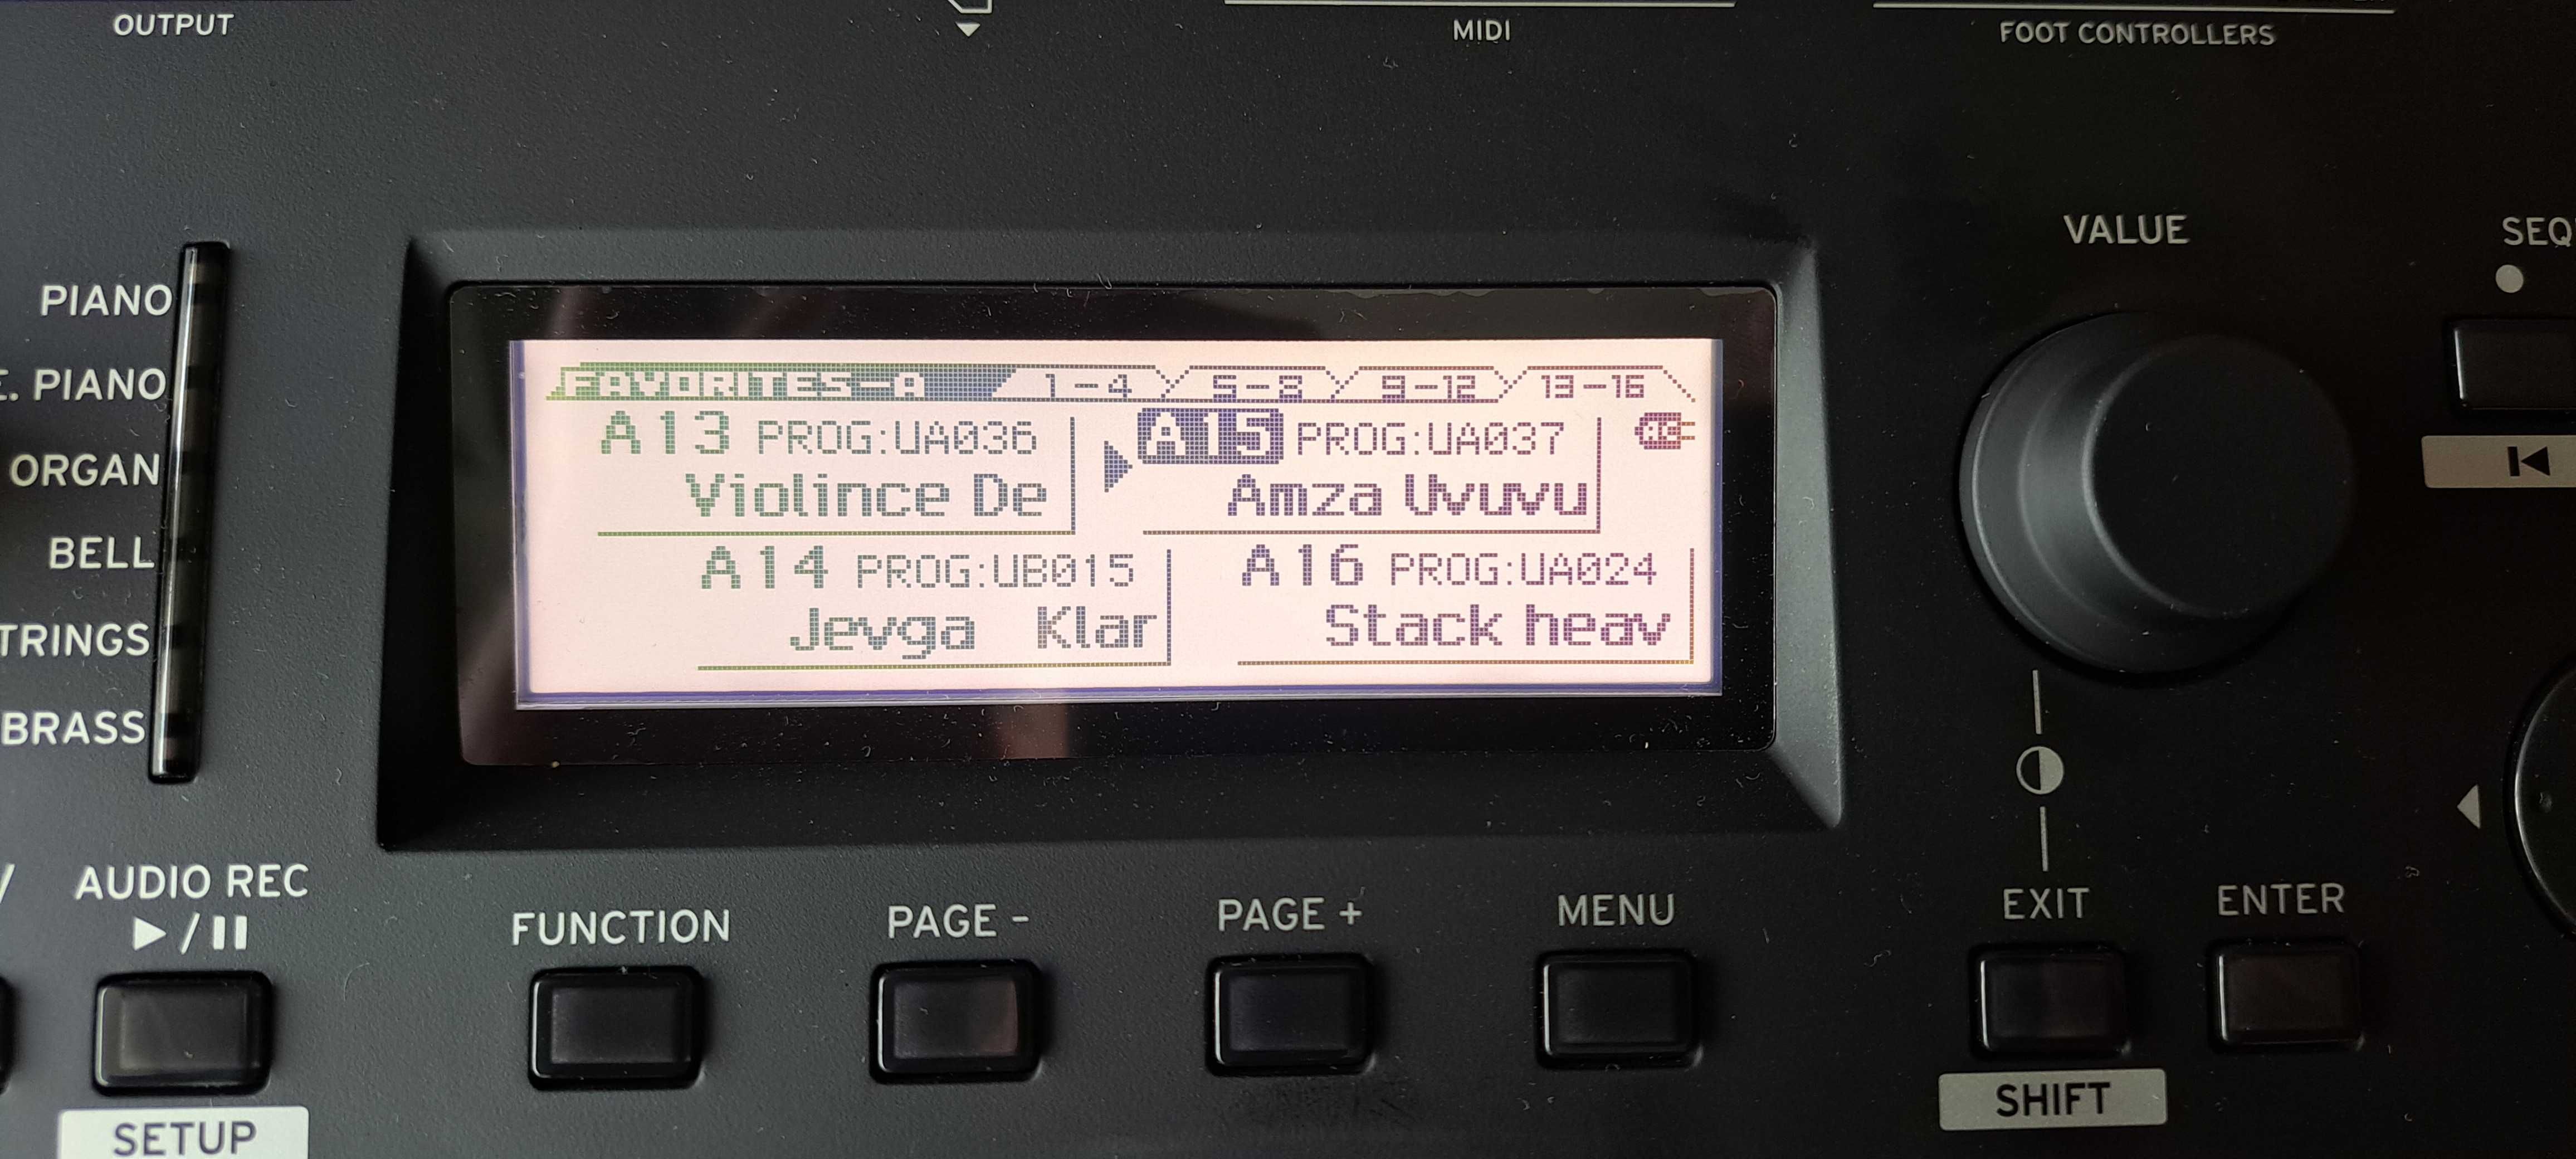 OUTPUT
MIDI
FOOT CONTROLLERS
VALUE
SEQ
PIANO
E. PIANO
ORGAN
BELL
TRINGS
BRASS
FAVORITES-A 1-4 5-8 9-12 13-16
A13 PROG:UA036
Violince De
A15 PROG:UA037
Amza Uvuvu
A14 PROG:UB015
Jevga Klar
A16 PROG:UA024
Stack heav
AUDIO REC
FUNCTION
PAGE -
PAGE +
MENU
EXIT
ENTER
SETUP
SHIFT